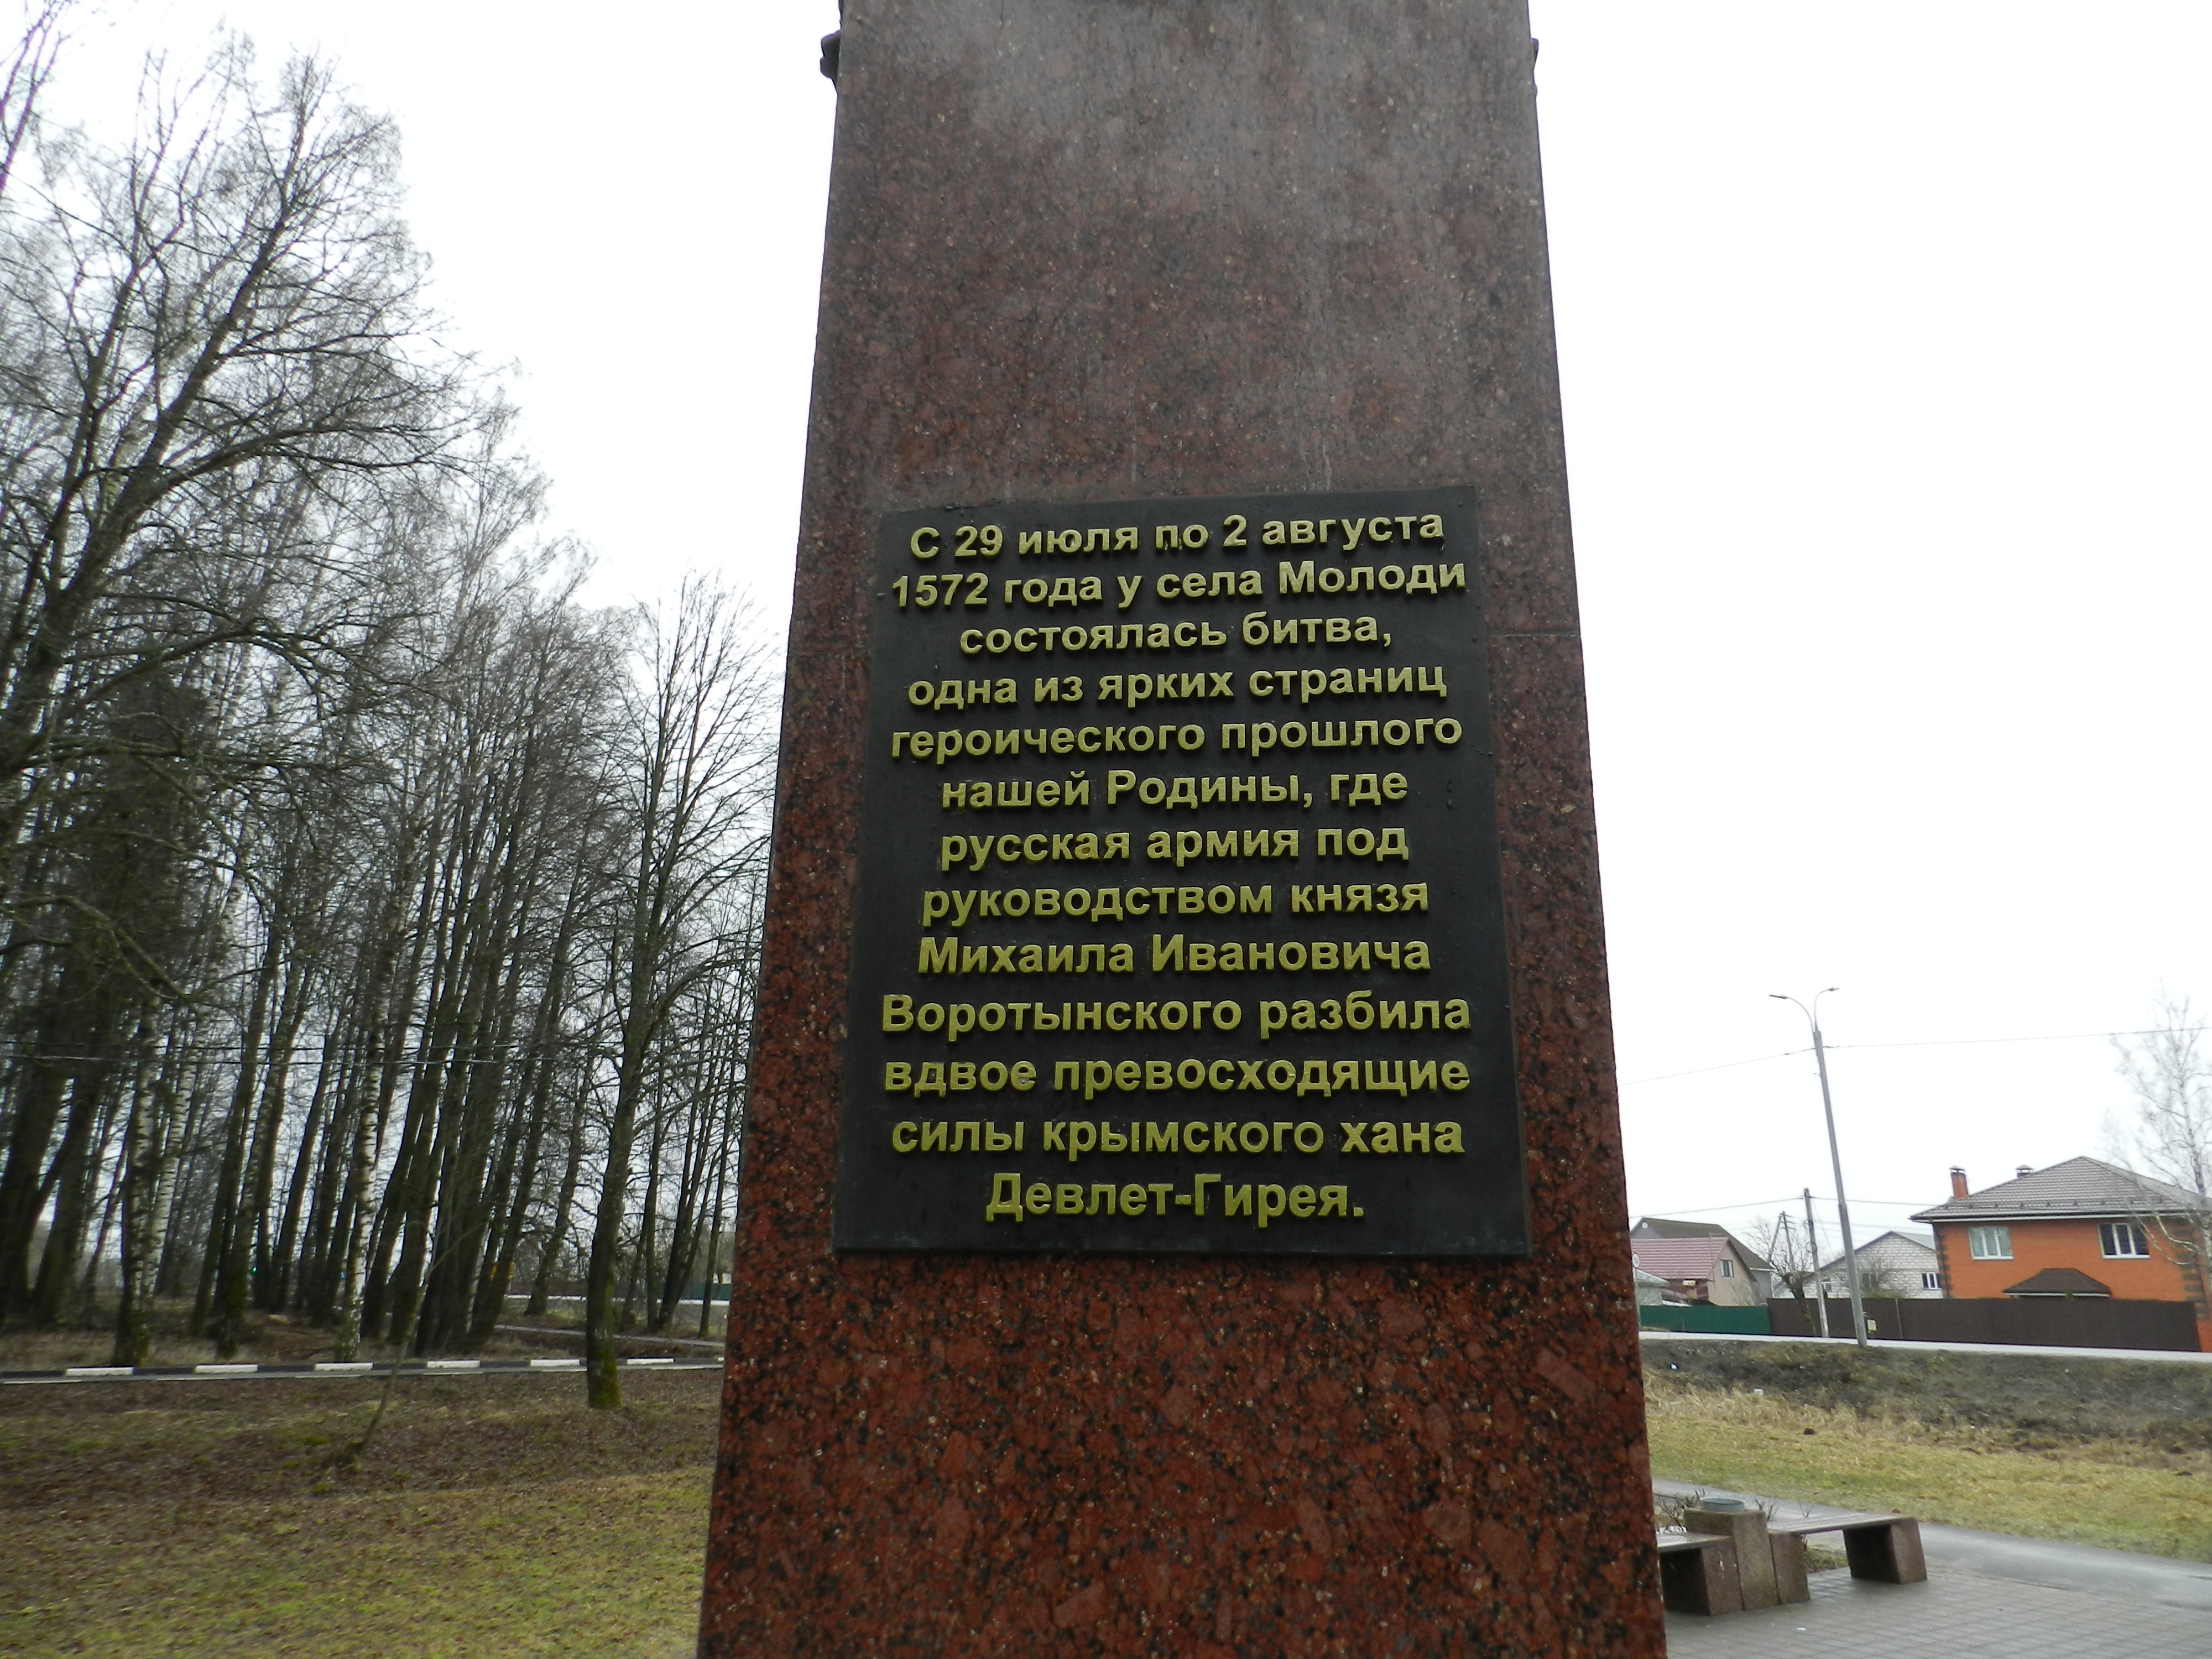 С 29 июля по 2 августа
1572 года у села Молоди
состоялась битва,
одна из ярких страниц
героического прошлого
нашей Родины, где
русская армия под
руководством князя
Михаила Ивановича
Воротынского разбила
вдвое превосходящие
силы крымского хана
Девлет-Гирея.